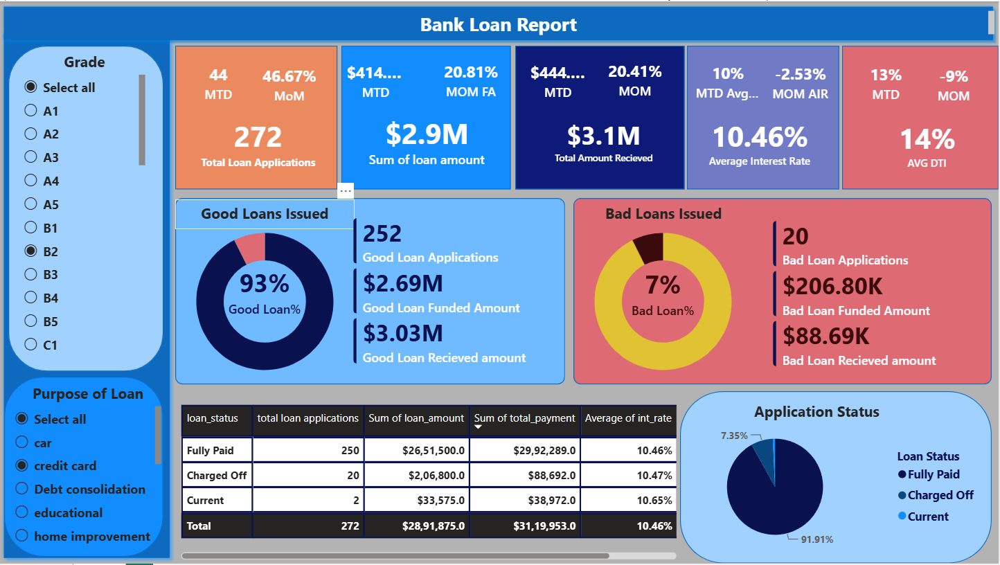 Bank Loan Report
Grade
Select all
A1
A2
A3
A4
A5
B1
B2
B3
B4
B5
C1
Purpose of Loan
Select all
car
credit card
Debt consolidation
educational
home improvement
44
MTD
46.67%
MoM
272
Total Loan Applications
$414....
MTD
20.81%
MOM FA
$2.9M
Sum of loan amount
$444....
MTD
20.41%
MOM
$3.1M
Total Amount Recieved
10%
MTD Avg...
-2.53%
MOM AIR
10.46%
Average Interest Rate
13%
MTD
-9%
MOM
14%
AVG DTI
Good Loans Issued
93%
Good Loan%
252
Good Loan Applications
$2.69M
Good Loan Funded Amount
$3.03M
Good Loan Recieved amount
Bad Loans Issued
7%
Bad Loan%
20
Bad Loan Applications
$206.80K
Bad Loan Funded Amount
$88.69K
Bad Loan Recieved amount
loan_status total loan applications Sum of loan_amount Sum of total_payment Average of int_rate
Fully Paid 250 $26,51,500.0 $29,92,289.0 10.46%
Charged Off 20 $2,06,800.0 $88,692.0 10.47%
Current 2 $33,575.0 $38,972.0 10.65%
Total 272 $28,91,875.0 $31,19,953.0 10.46%
Application Status
7.35%
91.91%
Loan Status
Fully Paid
Charged Off
Current